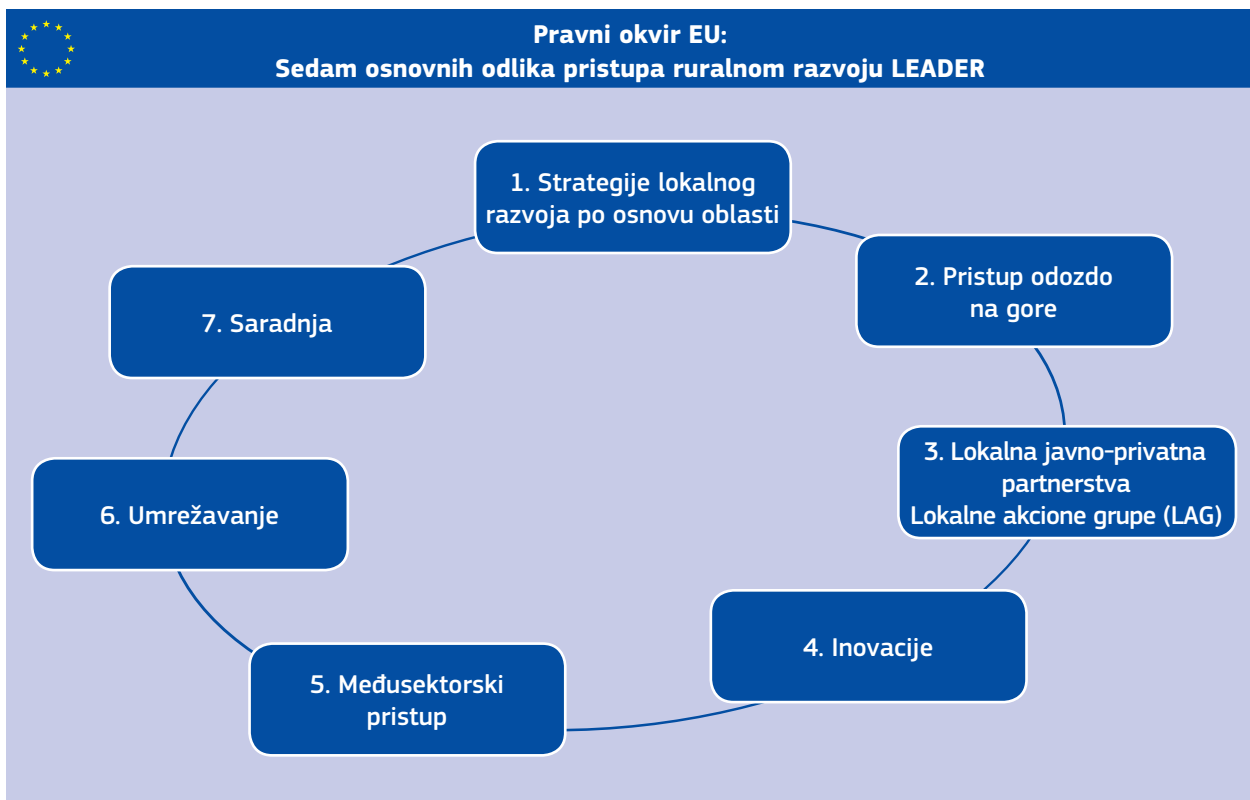 Pravni okvir EU:
Sedam osnovnih odlika pristupa ruralnom razvoju LEADER
1. Strategije lokalnog
razvoja po osnovu oblasti
2. Pristup odozdo
na gore
3. Lokalna javno-privatna
partnerstva
Lokalne akcione grupe (LAG)
4. Inovacije
5. Međusektorski
pristup
6. Umrežavanje
7. Saradnja